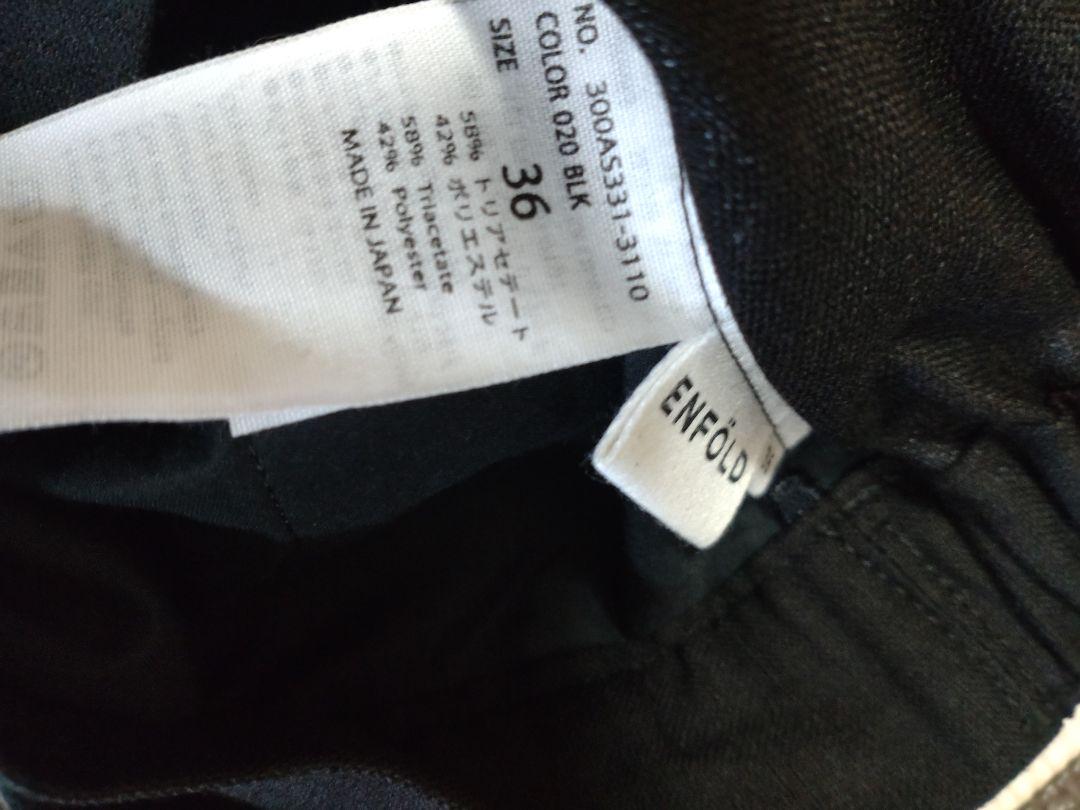 NO. 300AS331-3110
COLOR 020 BLK
SIZE 36
58% トリアセテート
42% ポリエステル
58% Triacetate
42% Polyester
MADE IN JAPAN
ENFÖLD